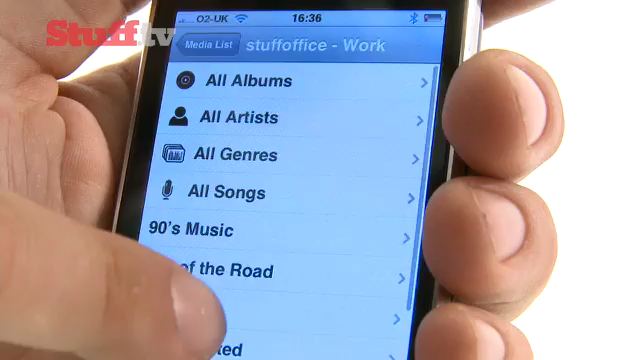 Stuff.tv
O2-UK 16:36
Media List stuffoffice - Work
All Albums
All Artists
All Genres
All Songs
90's Music
of the Road